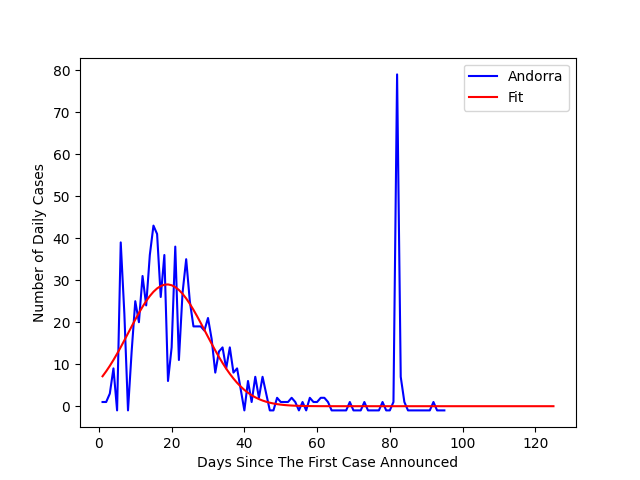 Andorra
Fit
Number of Daily Cases
80
70
60
50
40
30
20
10
0
0 20 40 60 80 100 120
Days Since The First Case Announced